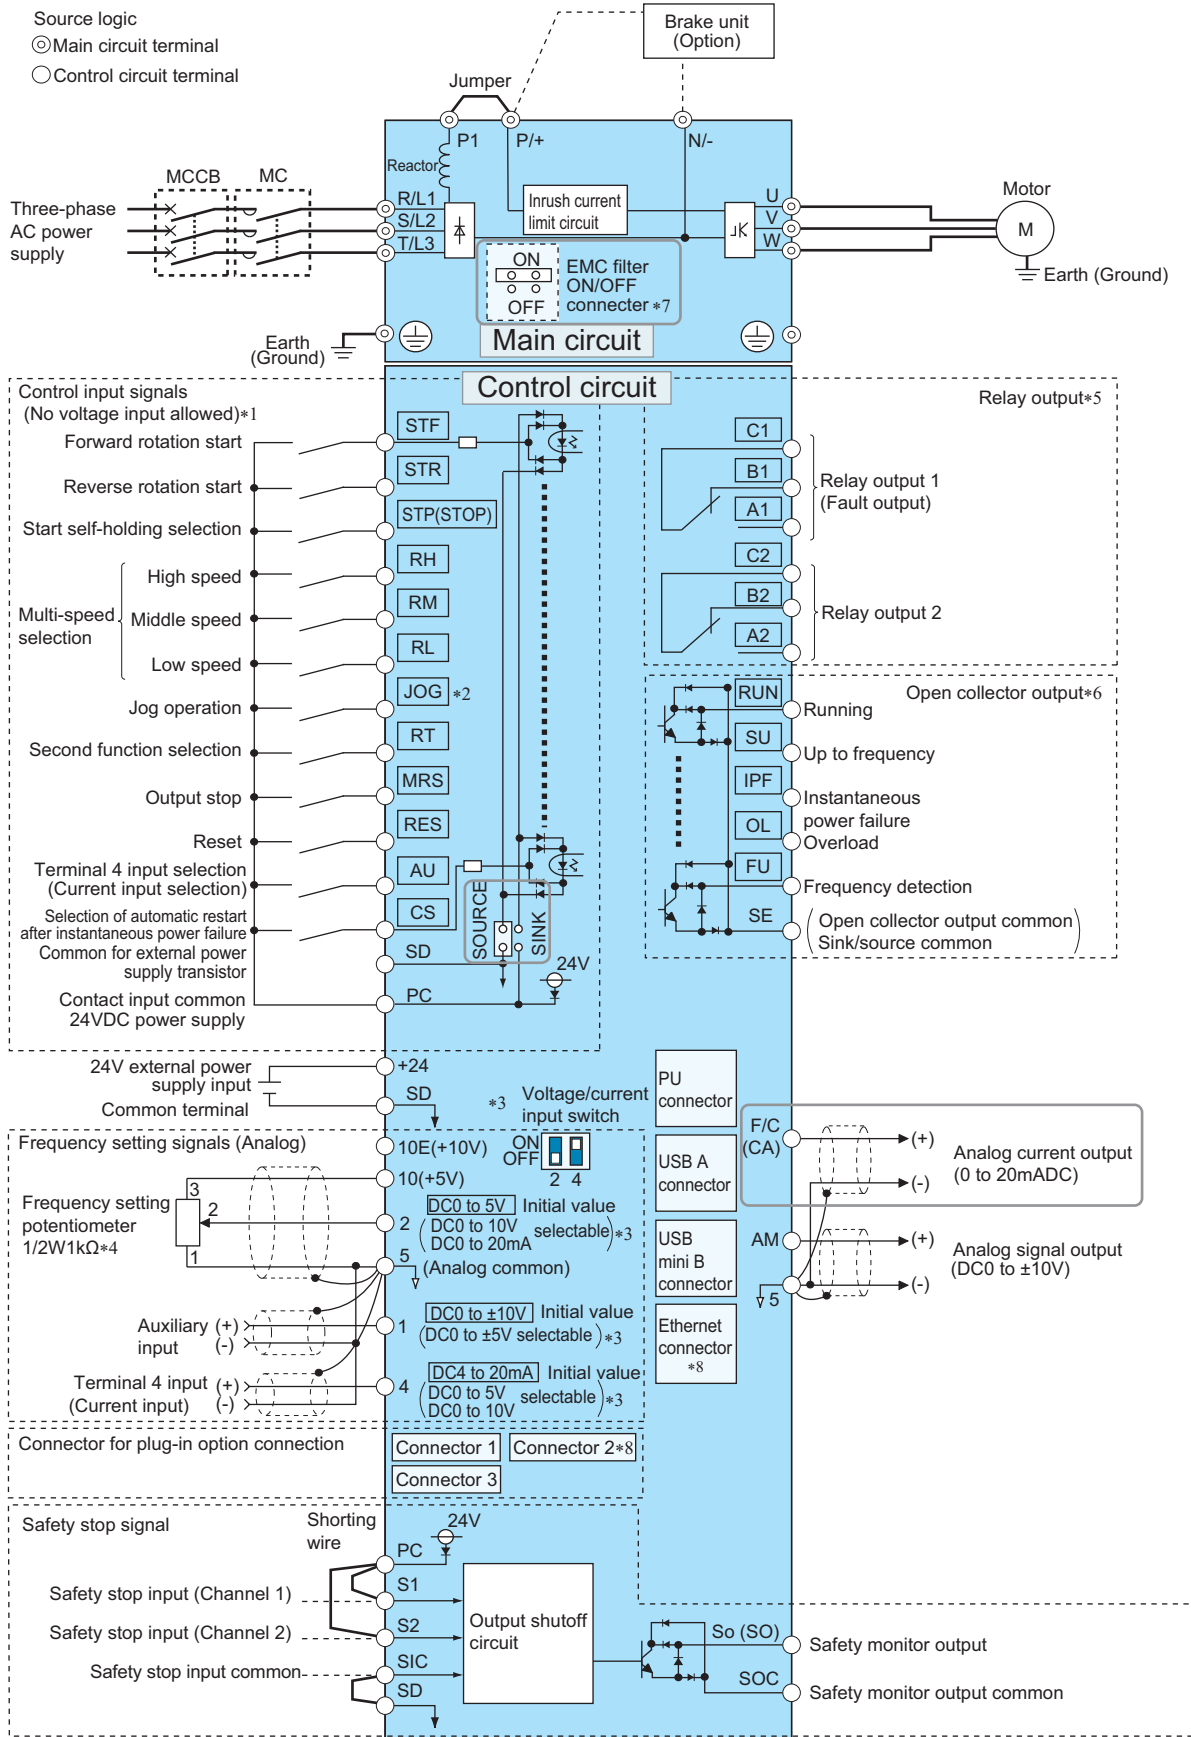 Source logic
Main circuit terminal
Control circuit terminal
Brake unit
(Option)
Jumper
P1
P/+
N/-
Reactor
MCCB
MC
R/L1
S/L2
T/L3
Three-phase
AC power
supply
Inrush current
limit circuit
U
V
W
Motor
M
Earth (Ground)
ON
OFF
EMC filter
ON/OFF
connecter *7
Earth
(Ground)
Main circuit
Control circuit
Control input signals
(No voltage input allowed)*1
Forward rotation start
STF
Reverse rotation start
STR
Start self-holding selection
STP(STOP)
Multi-speed
selection
High speed
RH
Middle speed
RM
Low speed
RL
Jog operation
JOG *2
Second function selection
RT
Output stop
MRS
Reset
RES
Terminal 4 input selection
(Current input selection)
AU
Selection of automatic restart
after instantaneous power failure
CS
Common for external power
supply transistor
SD
Contact input common
24VDC power supply
PC
SOURCE
SINK
24V
Relay output*5
C1
B1
A1
Relay output 1
(Fault output)
C2
B2
A2
Relay output 2
Open collector output*6
RUN
Running
SU
Up to frequency
IPF
Instantaneous
power failure
OL
Overload
FU
Frequency detection
SE
Open collector output common
Sink/source common
24V external power
supply input
+24
Common terminal
SD
*3 Voltage/current
input switch
ON
OFF
2 4
PU
connector
USB A
connector
USB
mini B
connector
Ethernet
connector
*8
F/C
(CA)
(+)
(-)
Analog current output
(0 to 20mADC)
AM
5
(+)
(-)
Analog signal output
(DC0 to ±10V)
Frequency setting signals (Analog)
10E(+10V)
10(+5V)
Frequency setting
potentiometer
1/2W1kΩ*4
3
2
1
2
DC0 to 5V Initial value
DC0 to 10V
DC0 to 20mA
selectable *3
5
(Analog common)
Auxiliary
input
(+)
(-)
1
DC0 to ±10V Initial value
(DC0 to ±5V selectable)*3
Terminal 4 input
(Current input)
(+)
(-)
4
DC4 to 20mA Initial value
DC0 to 5V
DC0 to 10V
selectable *3
Connector for plug-in option connection
Connector 1
Connector 2*8
Connector 3
Safety stop signal
Shorting
wire
24V
PC
Safety stop input (Channel 1)
S1
Safety stop input (Channel 2)
S2
Safety stop input common
SIC
SD
Output shutoff
circuit
So (SO)
Safety monitor output
SOC
Safety monitor output common